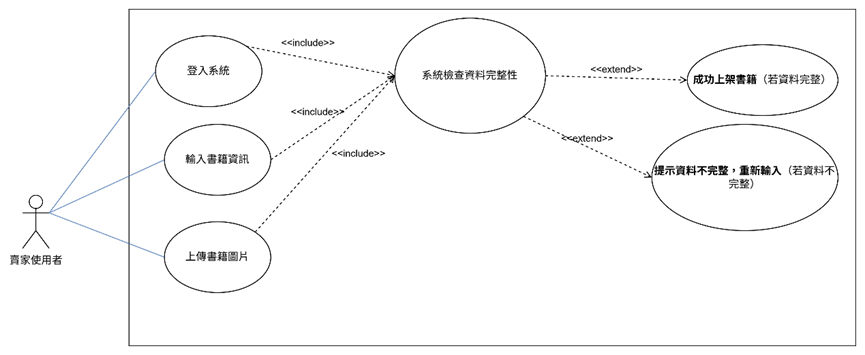 登入系統
<<include>>
系統檢查資料完整性
<<extend>>
成功上架書籍（若資料完整）
<<include>>
輸入書籍資訊
<<include>>
<<extend>>
提示資料不完整，重新輸入（若資料不
完整）
上傳書籍圖片
賣家使用者